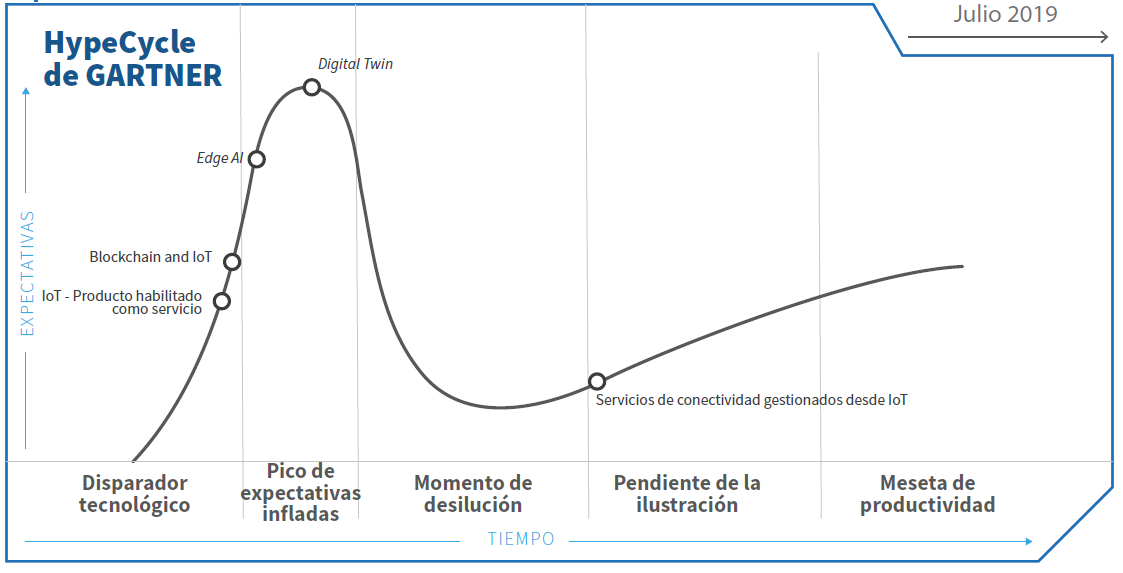 Julio 2019
HypeCycle
de GARTNER
Digital Twin
Edge AI
EXPECTATIVAS
Blockchain and IoT
IoT - Producto habilitado
como servicio
Servicios de conectividad gestionados desde IoT
Disparador
tecnológico
Pico de
expectativas
infladas
Momento de
desilución
Pendiente de la
ilustración
Meseta de
productividad
TIEMPO